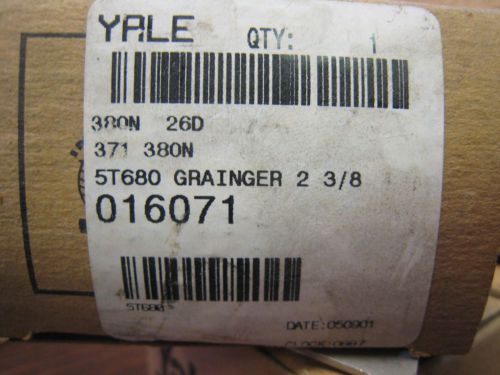 YALE QTY: 1
380N 26D
371 380N
5T680 GRAINGER 2 3/8
016071
5T680
DATE:050901